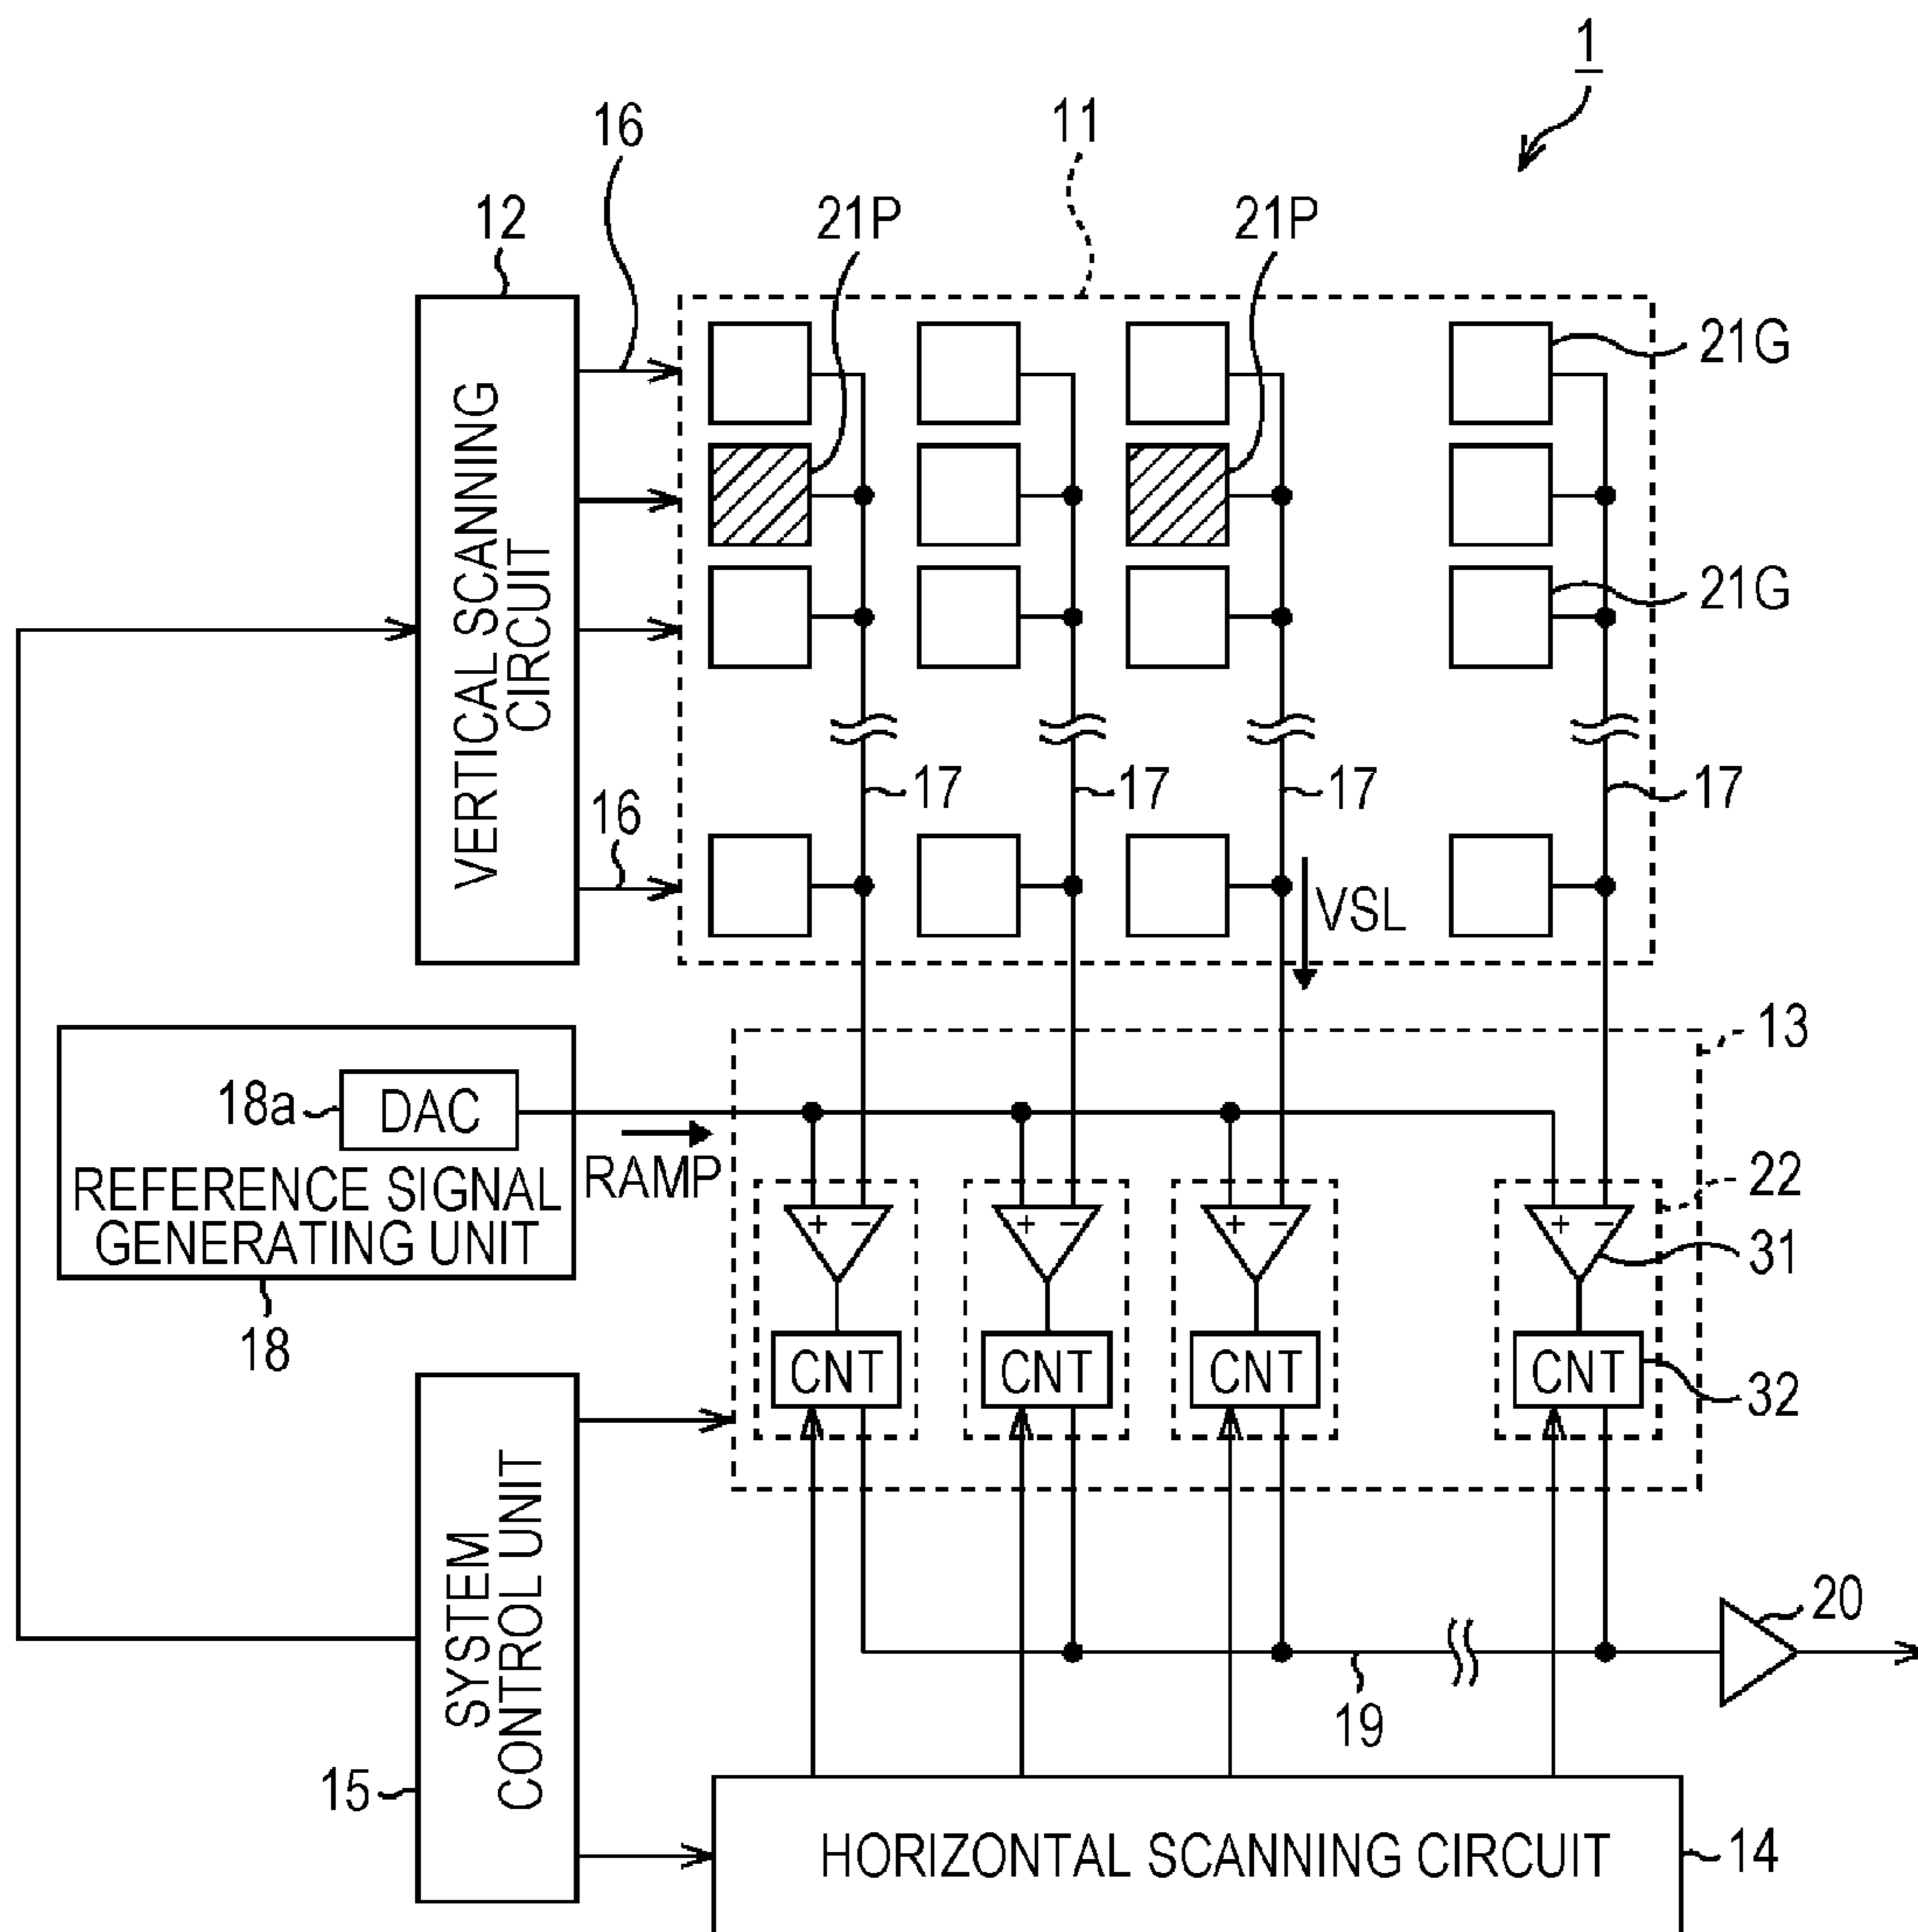 1
16
11
12
21P
21P
21G
VERTICAL SCANNING
CIRCUIT
21G
17
17
17
17
16
VSL
13
18a
DAC
RAMP
REFERENCE SIGNAL
GENERATING UNIT
22
+ −
+ −
+ −
+ −
31
18
CNT
CNT
CNT
CNT
32
SYSTEM
CONTROL UNIT
20
19
15
HORIZONTAL SCANNING CIRCUIT
14